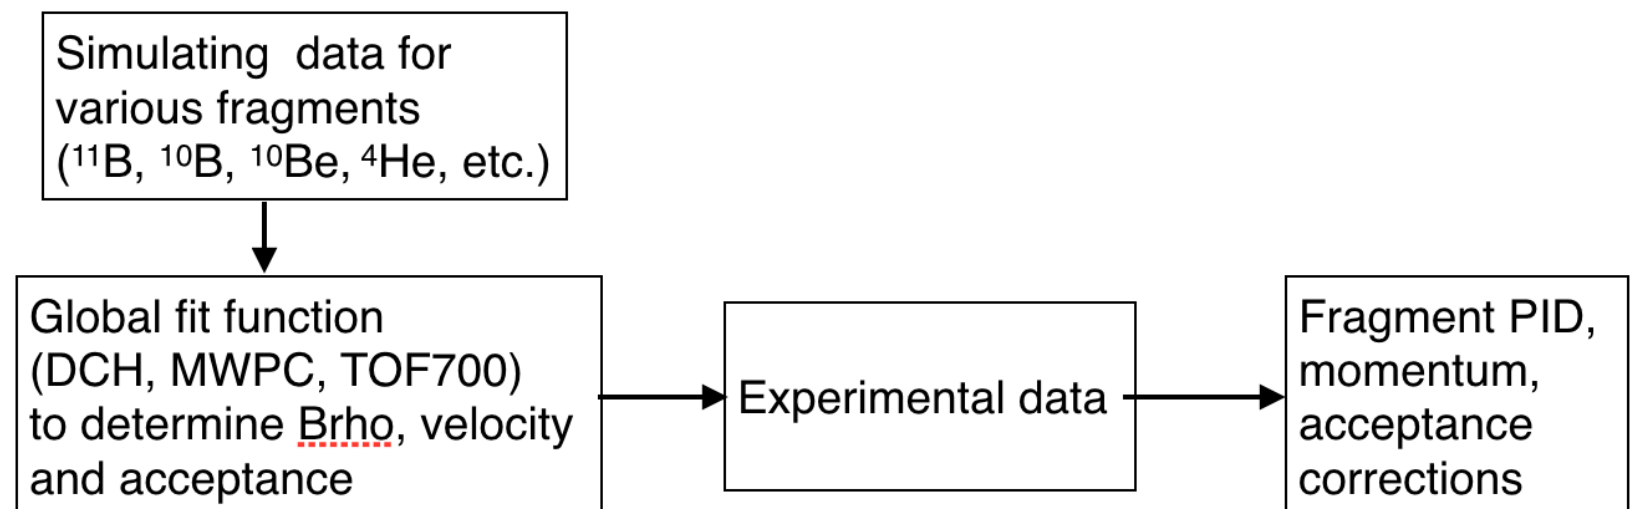 Simulating  data for
various fragments
(¹¹B, ¹⁰B, ¹⁰Be, ⁴He, etc.)
Global fit function
(DCH, MWPC, TOF700)
to determine Brho, velocity
and acceptance
Experimental data
Fragment PID,
momentum,
acceptance
corrections